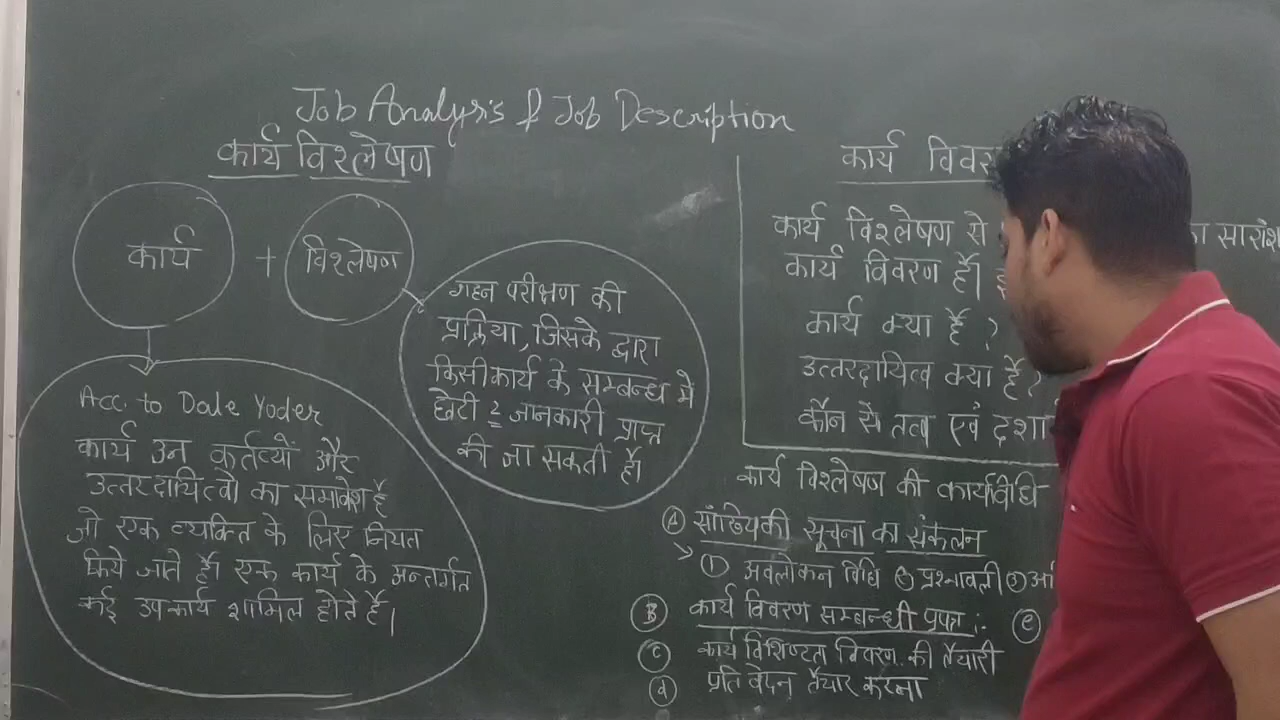 Job Analysis & Job Description
कार्य विश्लेषण
कार्य + विश्लेषण
गहन परीक्षण की
प्रक्रिया, जिसके द्वारा
किसी कार्य के सम्बन्ध मे
छोटी 2 जानकारी प्राप्त
की जा सकती है।
Acc. to Dale Yoder
कार्य उन कर्तव्यों और
उत्तरदायित्वो का समावेश है
जो एक व्यक्ति के लिए नियत
किये जाते है। एक कार्य के अन्तर्गत
कई उपकार्य शामिल होते है।
कार्य
कार्य विश्लेषण से सारांश
कार्य विवरण है।
कार्य क्या है ?
उत्तरदायित्व क्या है ?
कौन से तत्व एवं दशा
कार्य विश्लेषण की कार्यविधि
A सांख्यिकी सूचना का संकलन
① अवलोकन विधि ② प्रश्नावली ③
B कार्य विवरण सम्बन्धी प्रपत्र :- e
c कार्य विशिष्टता विवरण की तैयारी
d प्रतिवेदन तैयार करना